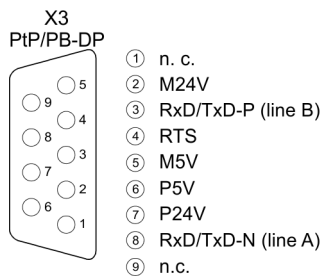 X3
PtP/PB-DP
5
9
4
8
3
7
2
6
1
1 n. c.
2 M24V
3 RxD/TxD-P (line B)
4 RTS
5 M5V
6 P5V
7 P24V
8 RxD/TxD-N (line A)
9 n.c.